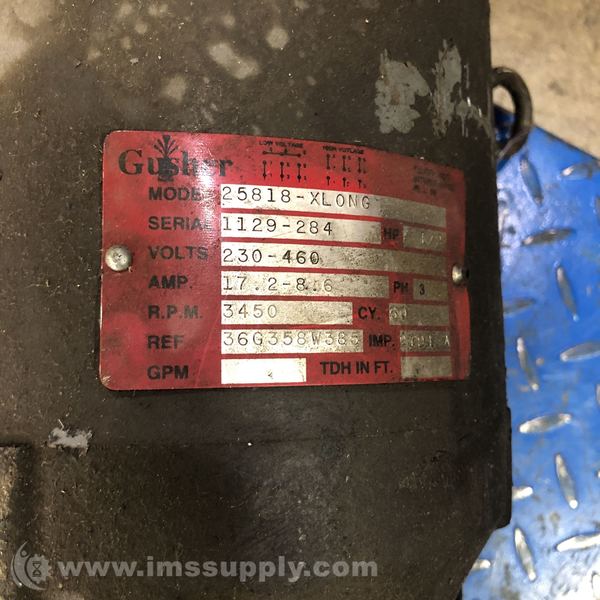 LOW VOLTAGE HIGH VOLTAGE
Gusher
MODEL 25818-XLONG
SERIAL 1129-284 HP
VOLTS 230-460
AMP. 17.2-8.6 PH 3
R.P.M. 3450 CY. 60
REF. 36G358W385 IMP.
GPM TDH IN FT.
www.imssupply.com